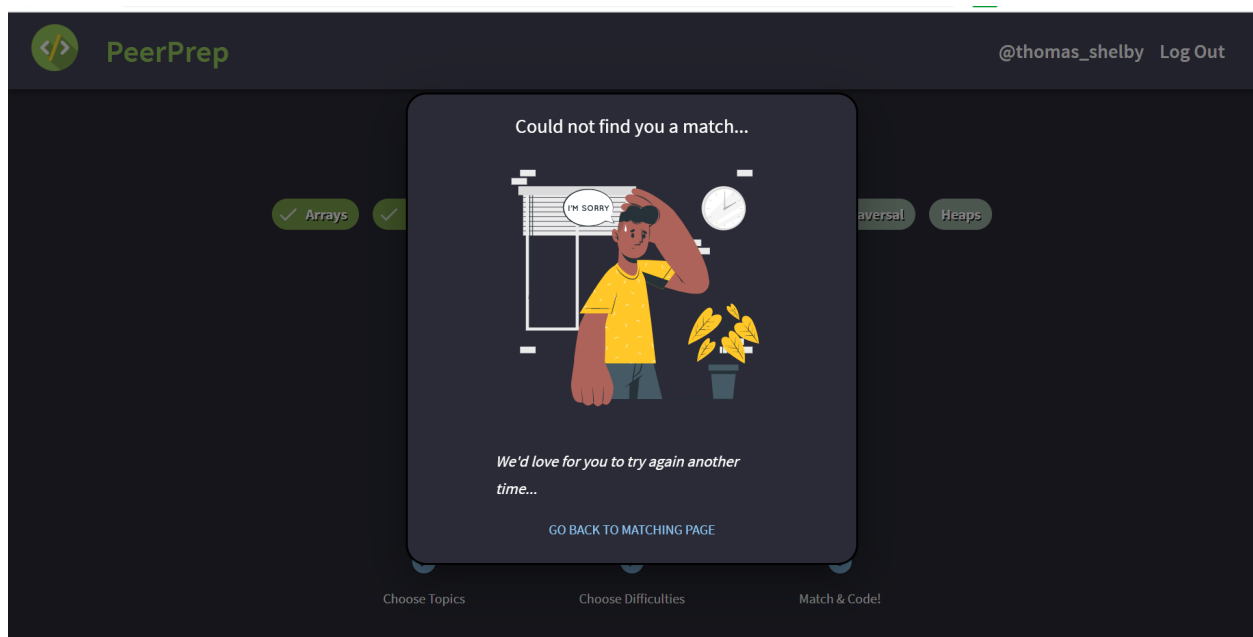 PeerPrep
@thomas_shelby Log Out
Could not find you a match...
I'M SORRY
Arrays
Heaps
We'd love for you to try again another
time...
GO BACK TO MATCHING PAGE
Choose Topics
Choose Difficulties
Match & Code!